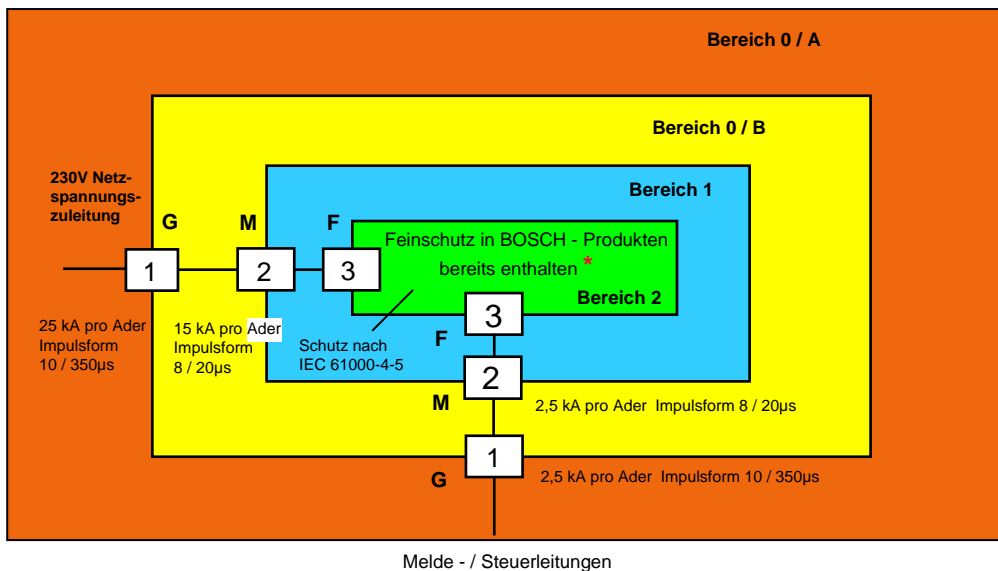 Bereich 0 / A
Bereich 0 / B
230V Netz-
spannungs-
zuleitung
Bereich 1
G
M
F
Feinschutz in BOSCH - Produkten
bereits enthalten *
1
2
3
Bereich 2
3
25 kA pro Ader
Impulsform
10 / 350µs
15 kA pro Ader
Impulsform
8 / 20µs
Schutz nach
IEC 61000-4-5
F
2
M
2,5 kA pro Ader Impulsform 8 / 20µs
1
G
2,5 kA pro Ader Impulsform 10 / 350µs
Melde - / Steuerleitungen